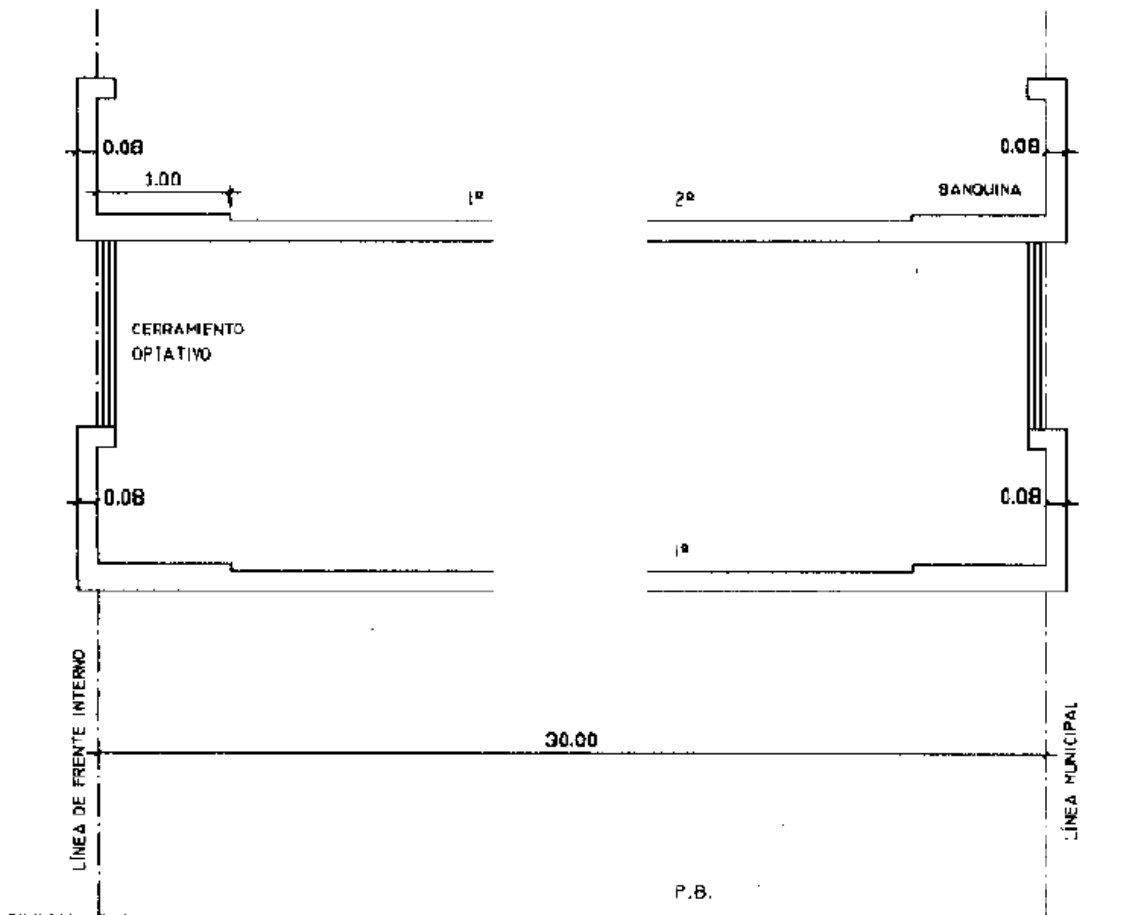 0.08
0.08
1.00
1º
2º
BANQUINA
CERRAMIENTO
OPTATIVO
0.08
0.08
1º
LÍNEA DE FRENTE INTERNO
30.00
LÍNEA MUNICIPAL
P.B.